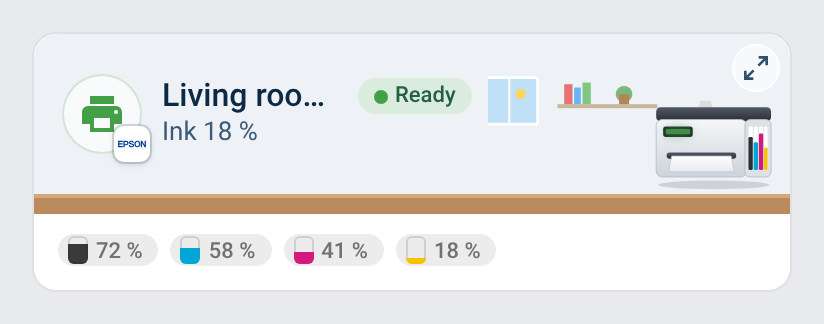 Living roo...
Ready
EPSON
Ink 18 %
72 %
58 %
41 %
18 %